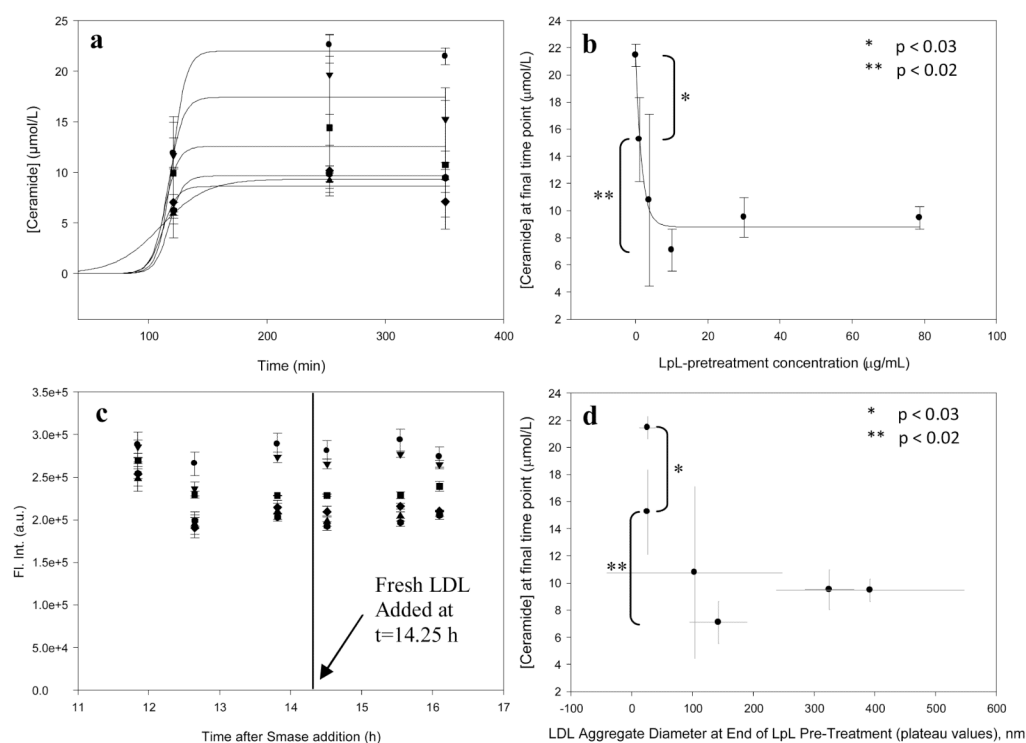 a
25
20
15
10
5
0
[Ceramide] (µmol/L)
100
200
300
400
Time (min)
b
24
22
20
18
16
14
12
10
8
6
4
2
[Ceramide] at final time point (µmol/L)
* p < 0.03
** p < 0.02
*
**
0
20
40
60
80
100
LpL-pretreatment concentration (µg/mL)
c
3.5e+5
3.0e+5
2.5e+5
2.0e+5
1.5e+5
1.0e+5
5.0e+4
0.0
Fl. Int. (a.u.)
Fresh LDL
Added at
t=14.25 h
11
12
13
14
15
16
17
Time after Smase addition (h)
d
24
22
20
18
16
14
12
10
8
6
4
2
[Ceramide] at final time point (µmol/L)
* p < 0.03
** p < 0.02
*
**
-100
0
100
200
300
400
500
600
LDL Aggregate Diameter at End of LpL Pre-Treatment (plateau values), nm